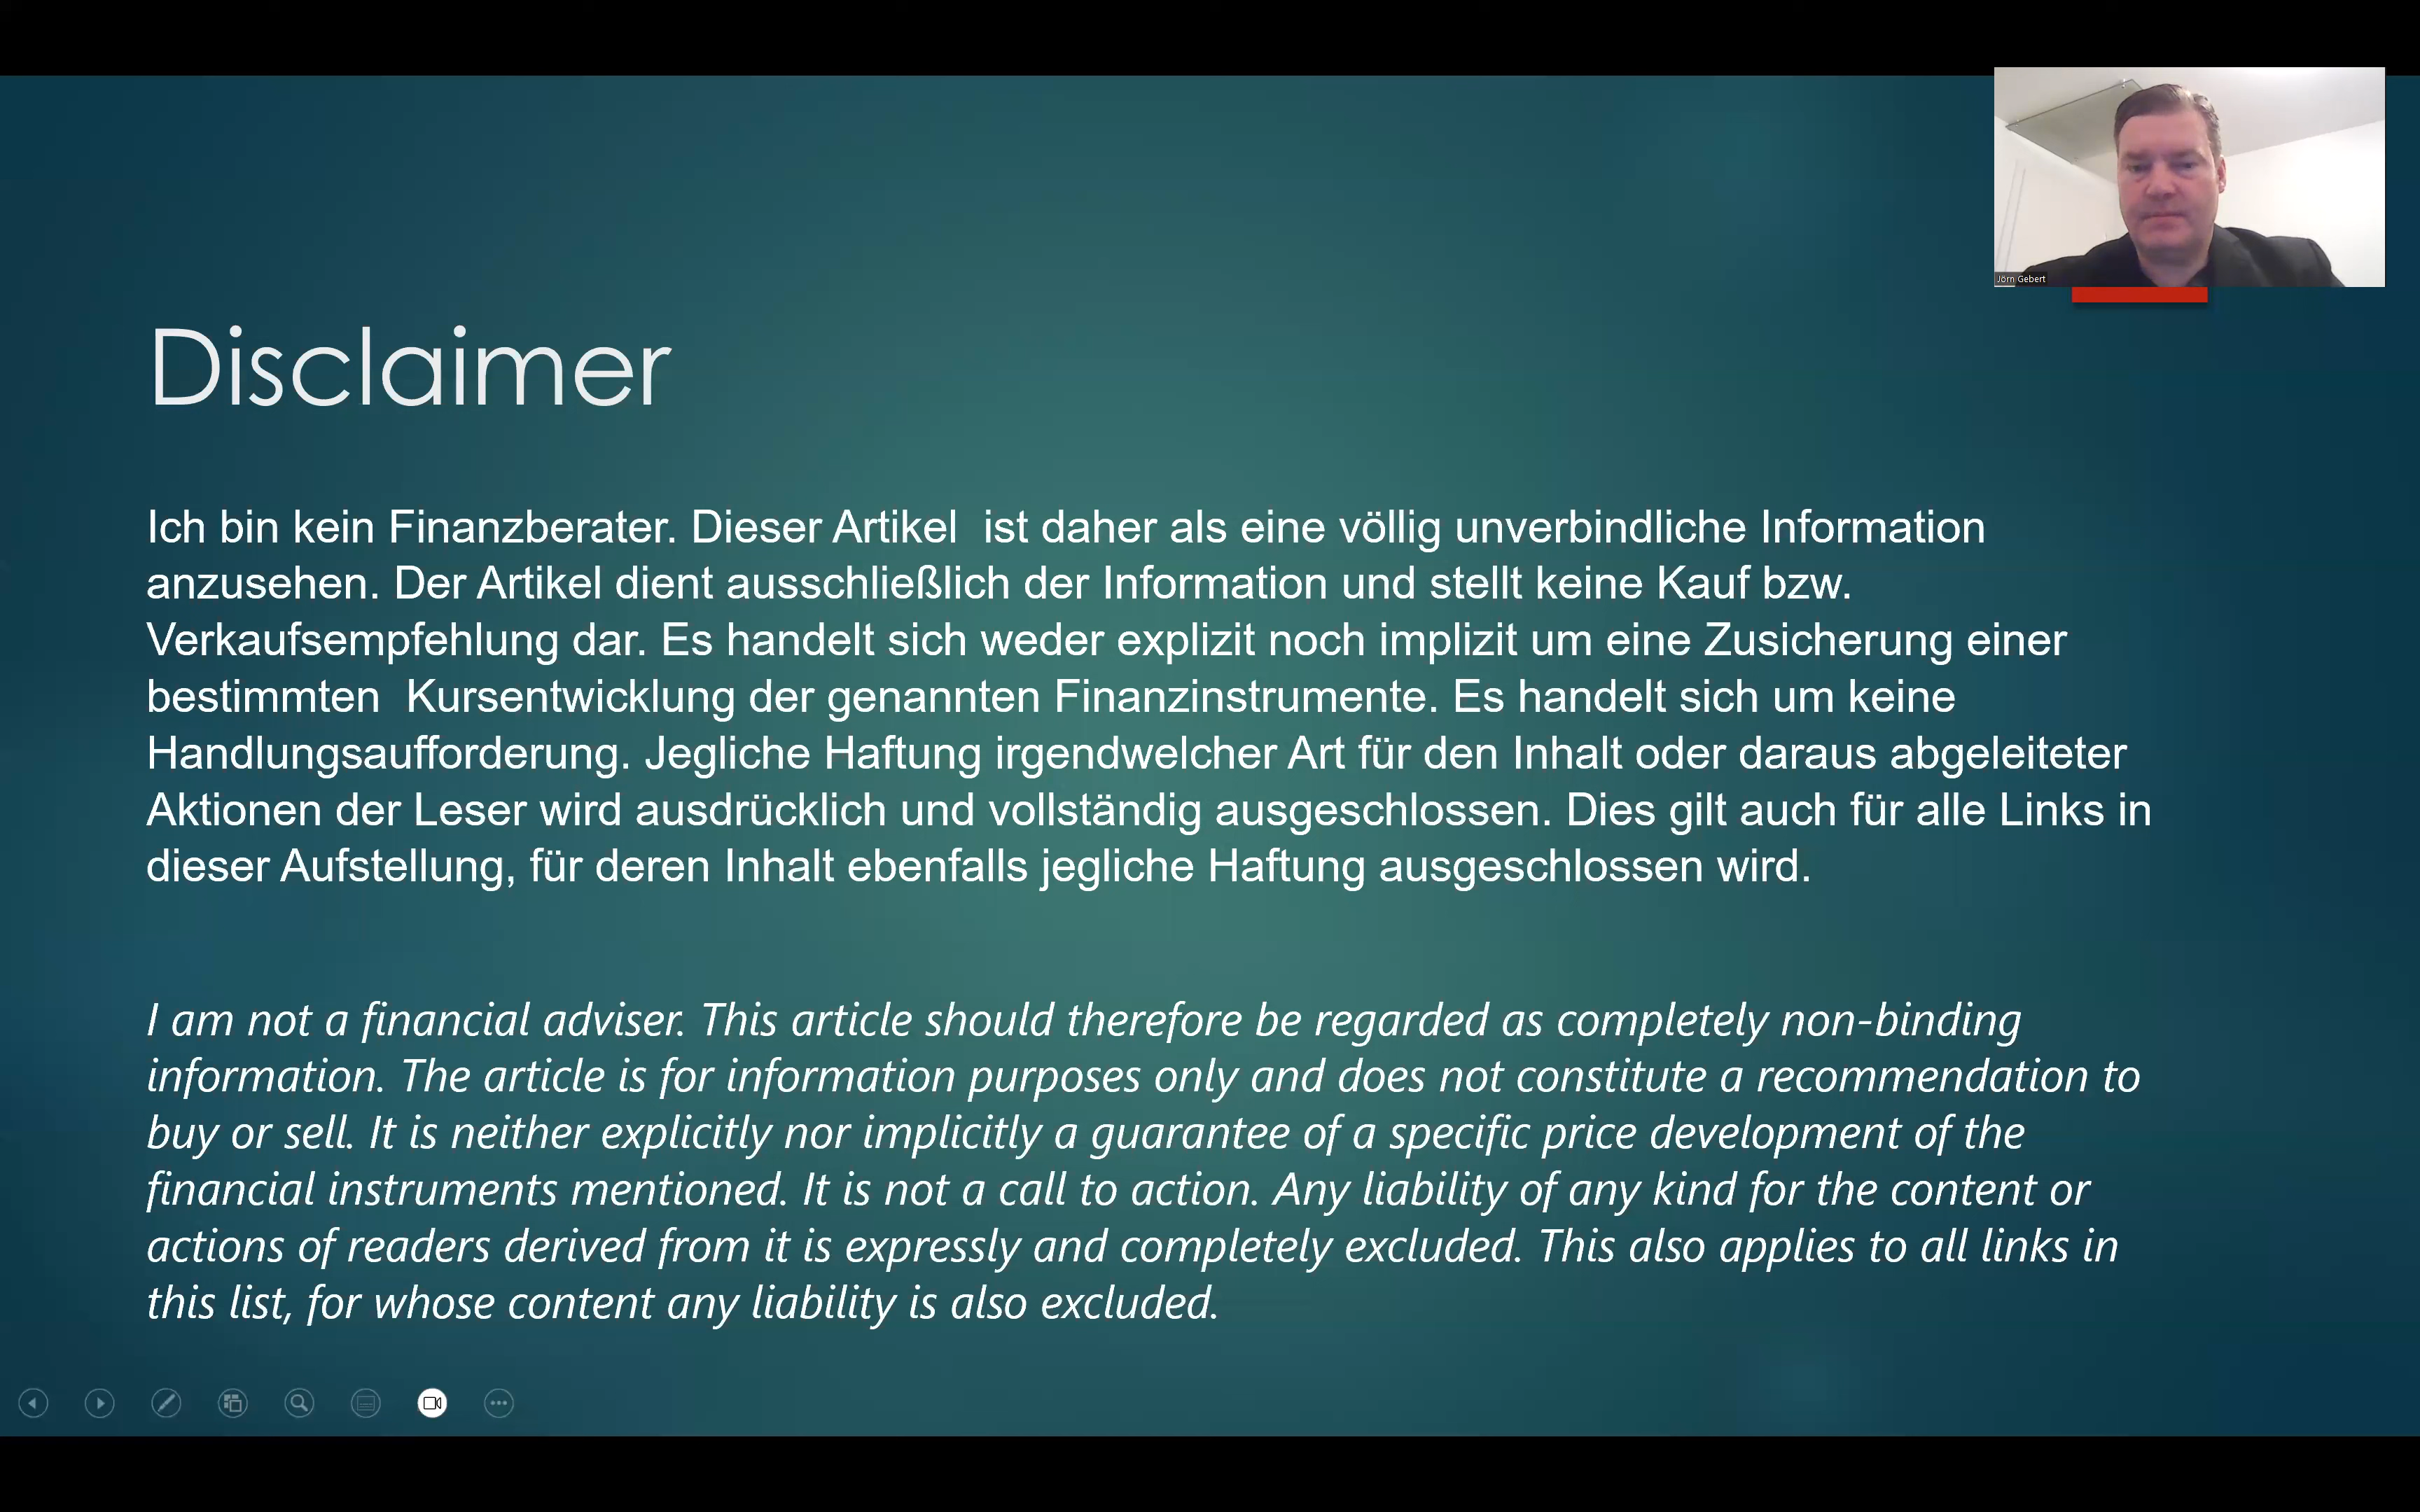 Jörn Gebert
Disclaimer
Ich bin kein Finanzberater. Dieser Artikel  ist daher als eine völlig unverbindliche Information
anzusehen. Der Artikel dient ausschließlich der Information und stellt keine Kauf bzw.
Verkaufsempfehlung dar. Es handelt sich weder explizit noch implizit um eine Zusicherung einer
bestimmten  Kursentwicklung der genannten Finanzinstrumente. Es handelt sich um keine
Handlungsaufforderung. Jegliche Haftung irgendwelcher Art für den Inhalt oder daraus abgeleiteter
Aktionen der Leser wird ausdrücklich und vollständig ausgeschlossen. Dies gilt auch für alle Links in
dieser Aufstellung, für deren Inhalt ebenfalls jegliche Haftung ausgeschlossen wird.
I am not a financial adviser. This article should therefore be regarded as completely non-binding
information. The article is for information purposes only and does not constitute a recommendation to
buy or sell. It is neither explicitly nor implicitly a guarantee of a specific price development of the
financial instruments mentioned. It is not a call to action. Any liability of any kind for the content or
actions of readers derived from it is expressly and completely excluded. This also applies to all links in
this list, for whose content any liability is also excluded.